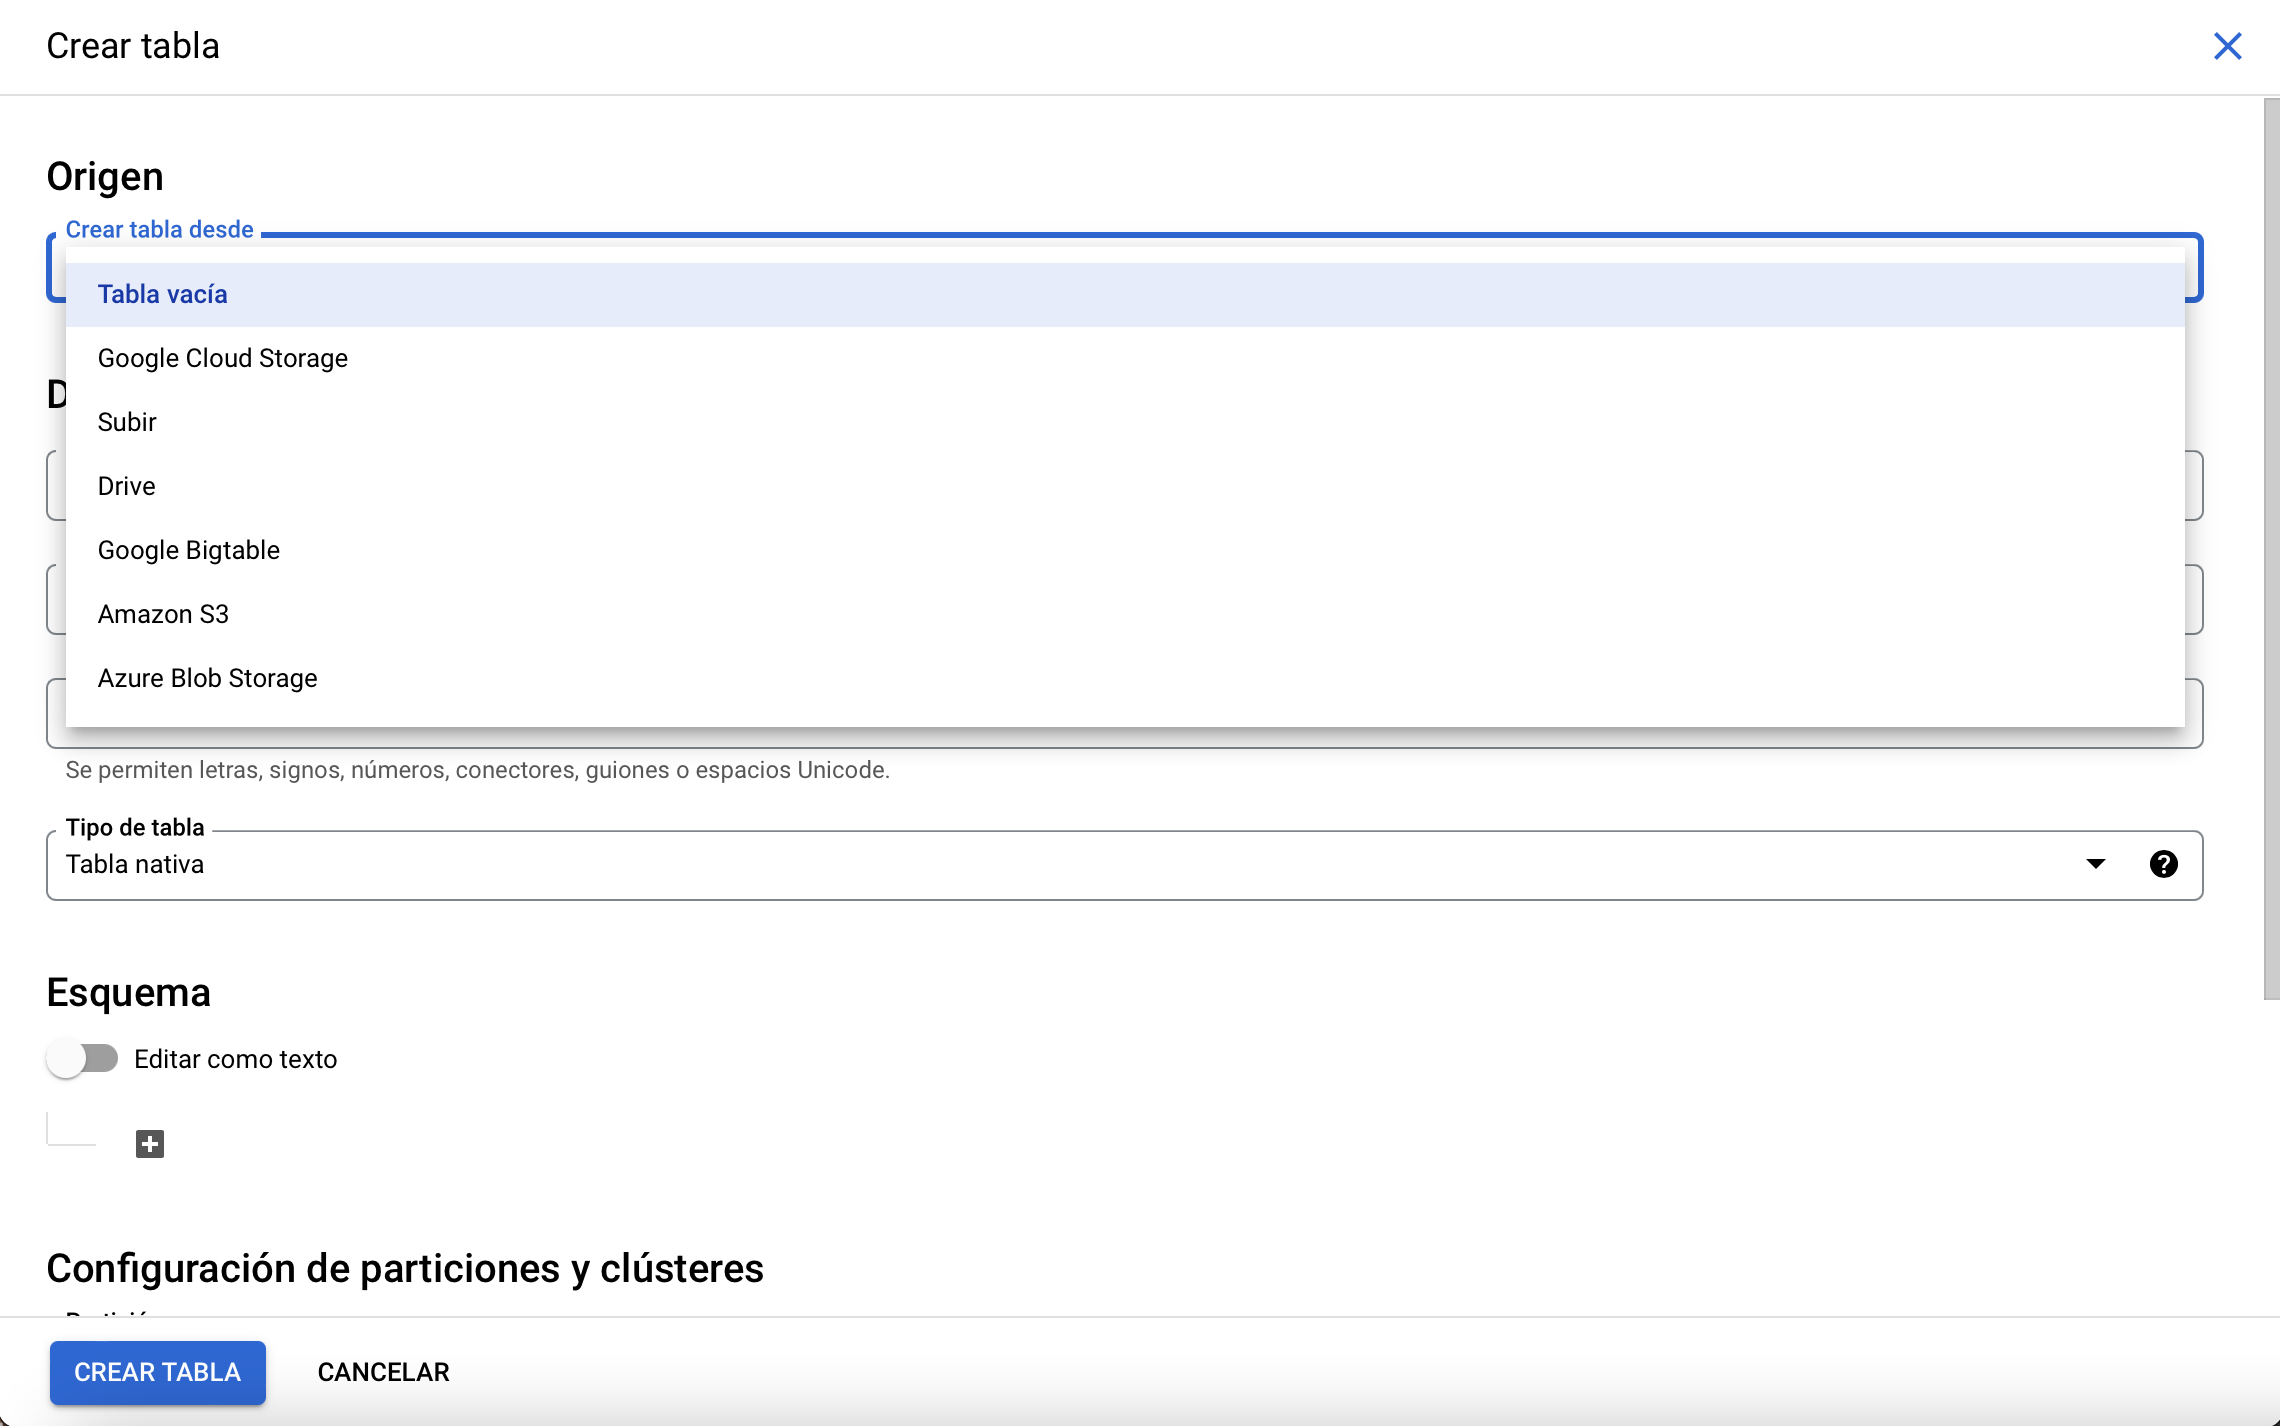 Crear tabla
Origen
Crear tabla desde
Tabla vacía
Google Cloud Storage
Subir
Drive
Google Bigtable
Amazon S3
Azure Blob Storage
Se permiten letras, signos, números, conectores, guiones o espacios Unicode.
Tipo de tabla
Tabla nativa
Esquema
Editar como texto
Configuración de particiones y clústeres
CREAR TABLA CANCELAR